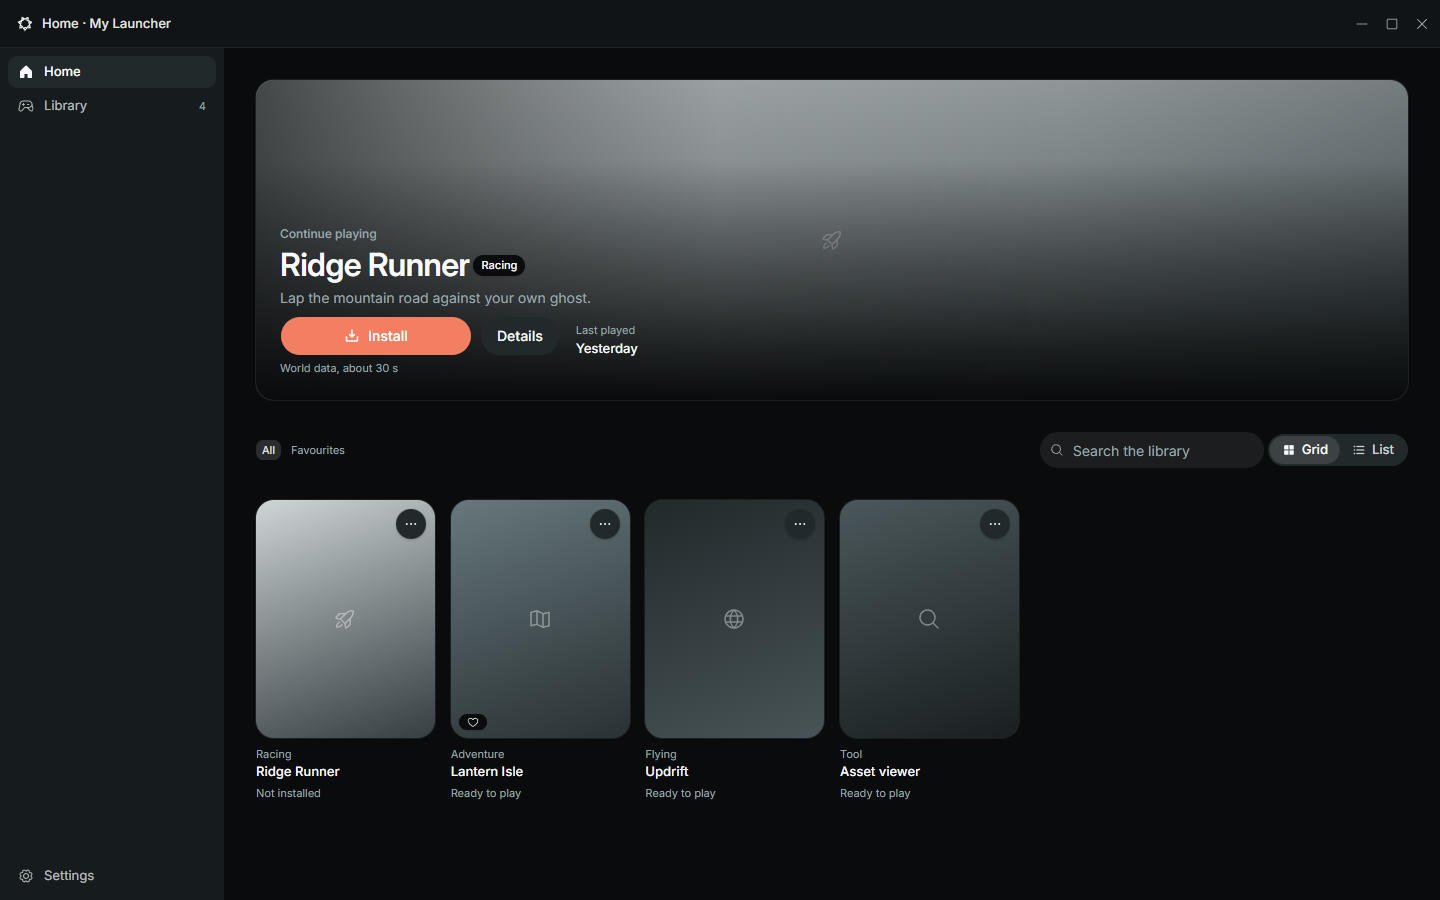 Home · My Launcher
Home
Library 4
Continue playing
Ridge Runner Racing
Lap the mountain road against your own ghost.
Install Details
Last played
Yesterday
World data, about 30 s
All Favourites
Search the library
Grid List
Racing
Ridge Runner
Not installed
Adventure
Lantern Isle
Ready to play
Flying
Updrift
Ready to play
Tool
Asset viewer
Ready to play
Settings